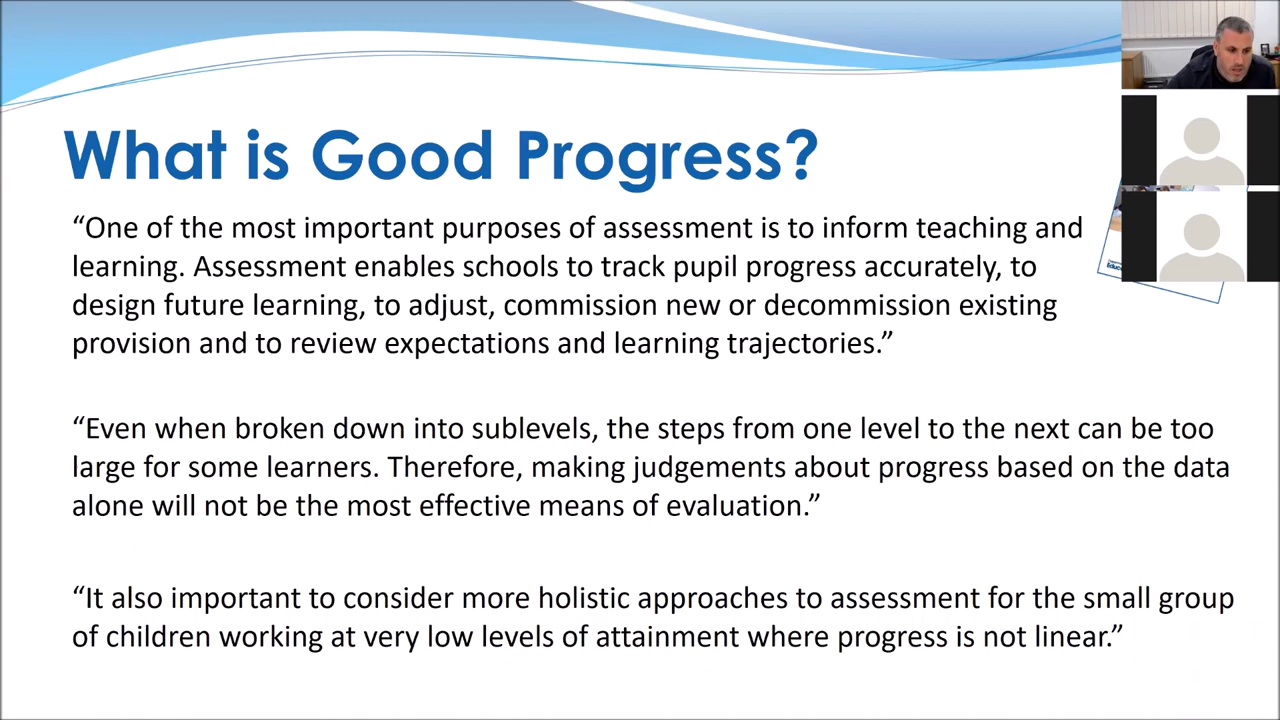 What is Good Progress?
“One of the most important purposes of assessment is to inform teaching and
learning. Assessment enables schools to track pupil progress accurately, to
design future learning, to adjust, commission new or decommission existing
provision and to review expectations and learning trajectories.”
“Even when broken down into sublevels, the steps from one level to the next can be too
large for some learners. Therefore, making judgements about progress based on the data
alone will not be the most effective means of evaluation.”
“It also important to consider more holistic approaches to assessment for the small group
of children working at very low levels of attainment where progress is not linear.”